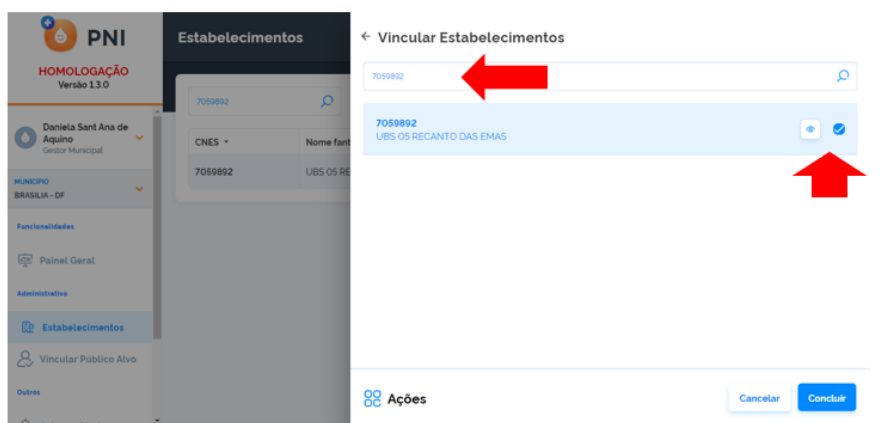 PNI
HOMOLOGAÇÃO
Versão 1.3.0
Daniela Sant Ana de
Aquino
Gestor Municipal
MUNICÍPIO
BRASILIA - DF
Funcionalidades
Painel Geral
Administrativo
Estabelecimentos
Vincular Público Alvo
Outros
Estabelecimentos
7059892
CNES
Nome fant
7059892
UBS 05 RE
Vincular Estabelecimentos
7059892
7059892
UBS 05 RECANTO DAS EMAS
Ações
Cancelar
Concluir